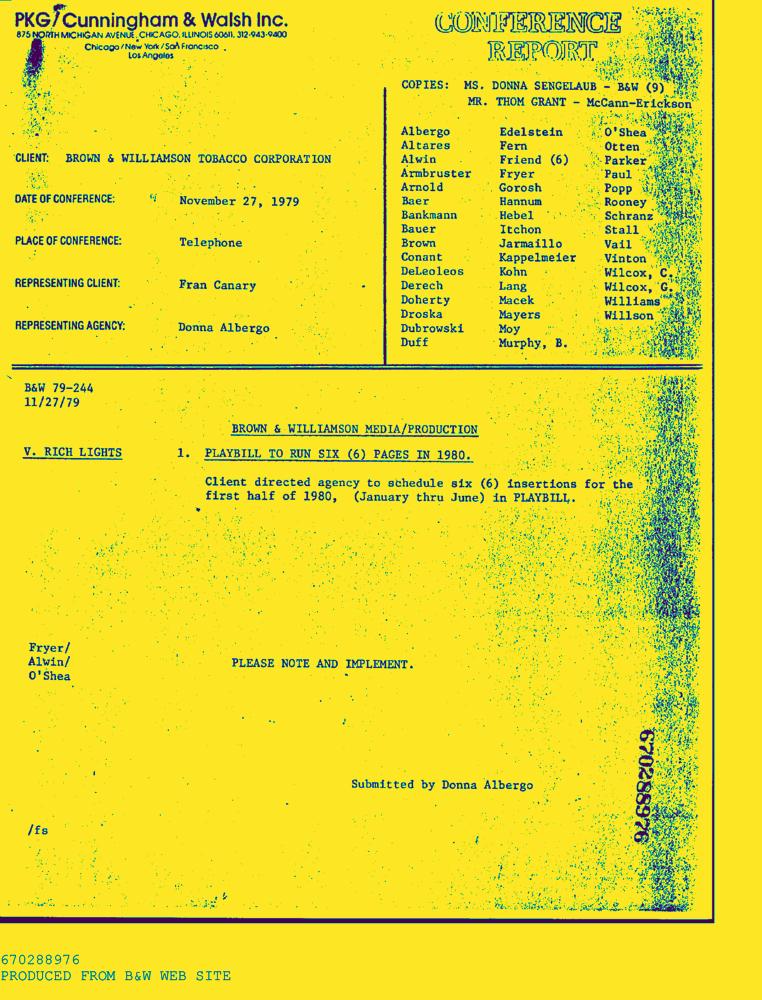 PKG/Cunningham & Walsh Inc.
875 NORTH MICHIGAN AVENUE, CHICAGO, ILLINOIS 60611, 312-943-9400
Chicago/New York/San Francisco
Los Angeles
CONFERENCE
REPORT
COPIES: MS. DONNA SENGELAUB - B&W (9)
MR. THOM GRANT - McCann-Erickson
CLIENT: BROWN & WILLIAMSON TOBACCO CORPORATION
DATE OF CONFERENCE: November 27, 1979
PLACE OF CONFERENCE: Telephone
REPRESENTING CLIENT: Fran Canary
REPRESENTING AGENCY: Donna Albergo
Albergo Edelstein O'Shea
Altares Fern Otten
Alwin Friend (6) Parker
Armbruster Fryer Paul
Arnold Gorosh Popp
Baer Hannum Rooney
Bankmann Hebel Schranz
Bauer Itchon Stall
Brown Jarmaillo Vail
Conant Kappelmeier Vinton
DeLeoleos Kohn Wilcox, C.
Derech Lang Wilcox, G.
Doherty Macek Williams
Droska Mayers Willson
Dubrowski Moy
Duff Murphy, B.
B&W 79-244
11/27/79
BROWN & WILLIAMSON MEDIA/PRODUCTION
V. RICH LIGHTS 1. PLAYBILL TO RUN SIX (6) PAGES IN 1980.
Client directed agency to schedule six (6) insertions for the
first half of 1980, (January thru June) in PLAYBILL.
Fryer/
Alwin/ PLEASE NOTE AND IMPLEMENT.
O'Shea
Submitted by Donna Albergo
/fs
670288976
670288976
PRODUCED FROM B&W WEB SITE